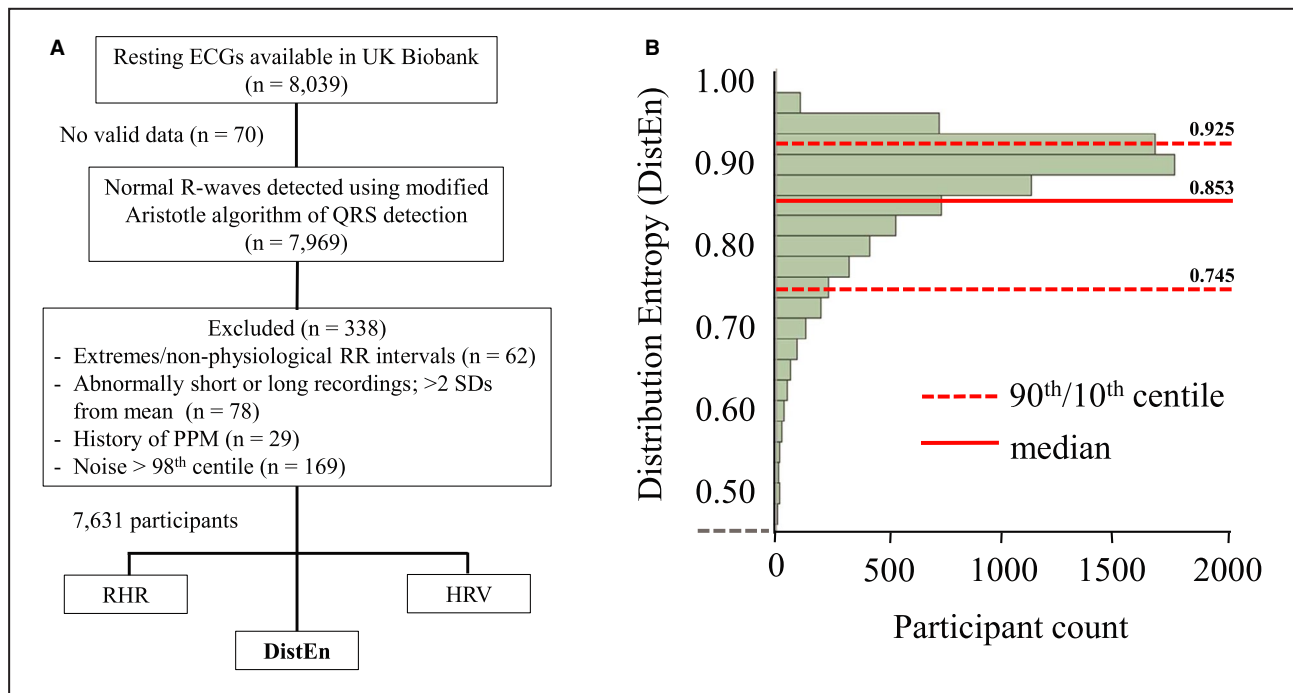 A
Resting ECGs available in UK Biobank
(n = 8,039)
No valid data (n = 70)
Normal R-waves detected using modified
Aristotle algorithm of QRS detection
(n = 7,969)
Excluded (n = 338)
- Extremes/non-physiological RR intervals (n = 62)
- Abnormally short or long recordings; >2 SDs
from mean (n = 78)
- History of PPM (n = 29)
- Noise > 98th centile (n = 169)
7,631 participants
RHR
HRV
DistEn
B
Distribution Entropy (DistEn)
1.00
0.90
0.80
0.70
0.60
0.50
0.925
0.853
0.745
90th/10th centile
median
0
500
1000
1500
2000
Participant count